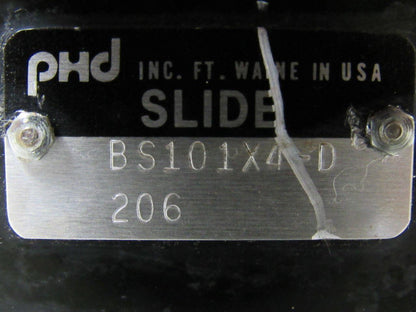 PHD INC. FT. WAYNE IN USA
SLIDE
BS101X4-D
206